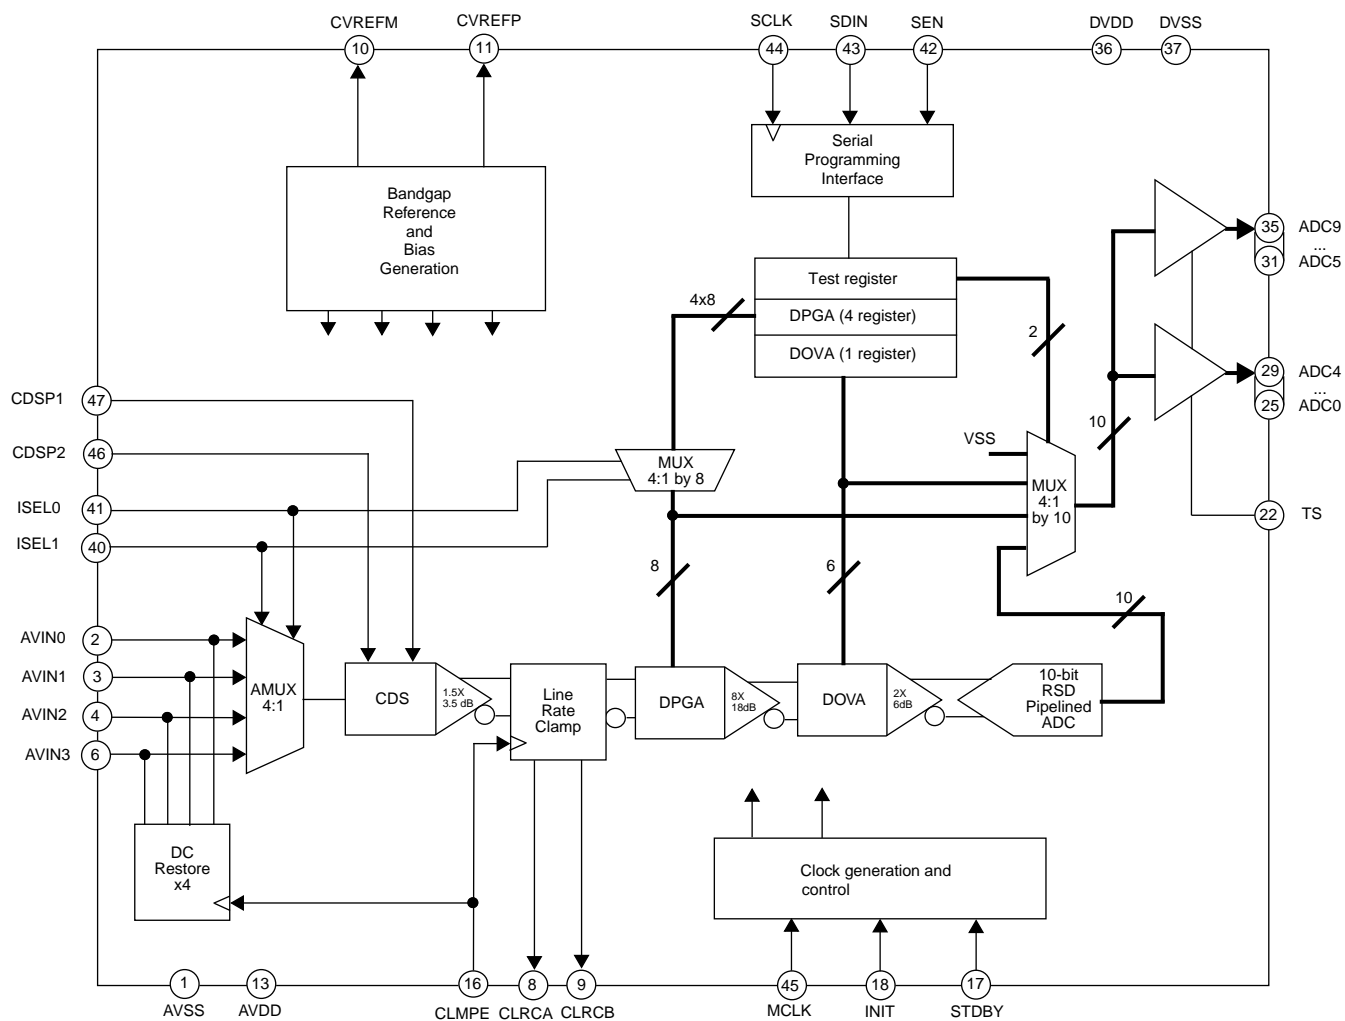 CVREFM
CVREFP
SCLK
SDIN
SEN
DVDD
DVSS
10
11
44
43
42
36
37
Serial
Programming
Interface
Bandgap
Reference
and
Bias
Generation
35
ADC9
...
31
ADC5
Test register
4x8
DPGA (4 register)
2
DOVA (1 register)
29
ADC4
...
25
ADC0
CDSP1
47
10
CDSP2
46
VSS
MUX
4:1 by 8
MUX
4:1
by 10
ISEL0
41
22
TS
ISEL1
40
8
6
10
AVIN0
2
AVIN1
3
AVIN2
4
AVIN3
6
AMUX
4:1
CDS
1.5X
3.5 dB
Line
Rate
Clamp
DPGA
8X
18dB
DOVA
2X
6dB
10-bit
RSD
Pipelined
ADC
DC
Restore
x4
Clock generation and
control
1
13
16
8
9
45
18
17
AVSS
AVDD
CLMPE
CLRCA
CLRCB
MCLK
INIT
STDBY